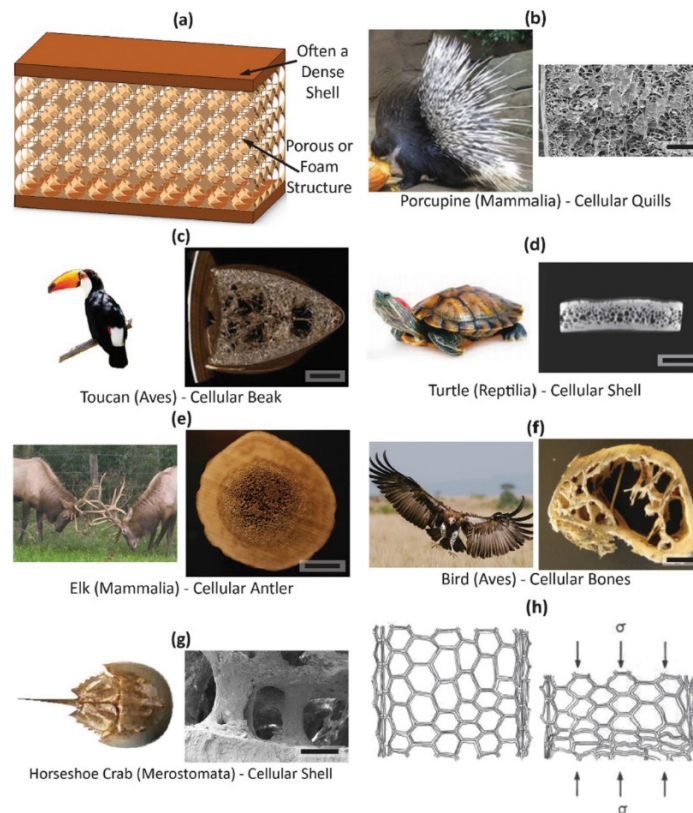 (a)
Often a
Dense
Shell
Porous or
Foam
Structure
(b)
Porcupine (Mammalia) - Cellular Quills
(c)
Toucan (Aves) - Cellular Beak
(d)
Turtle (Reptilia) - Cellular Shell
(e)
Elk (Mammalia) - Cellular Antler
(f)
Bird (Aves) - Cellular Bones
(g)
Horseshoe Crab (Merostomata) - Cellular Shell
(h)
σ
σ